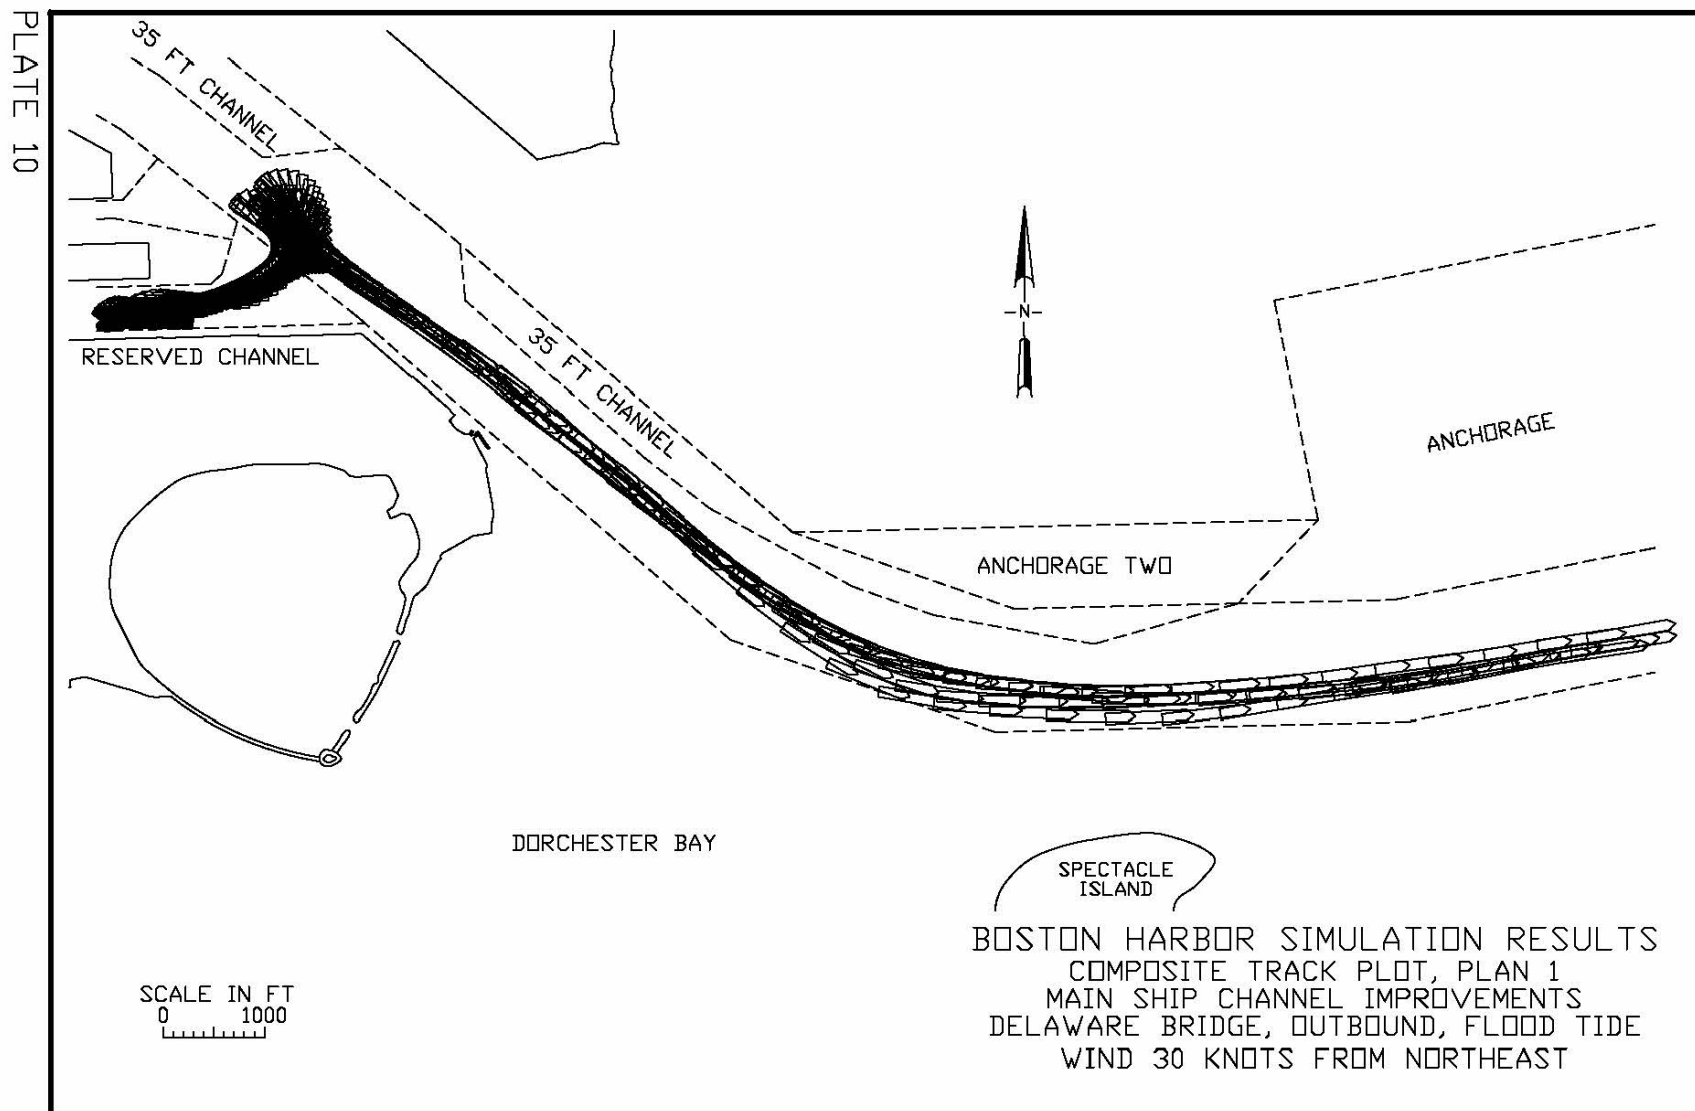 PLATE 10
35 FT CHANNEL
-N-
35 FT CHANNEL
RESERVED CHANNEL
ANCHORAGE
ANCHORAGE TWO
DORCHESTER BAY
SPECTACLE
ISLAND
BOSTON HARBOR SIMULATION RESULTS
COMPOSITE TRACK PLOT, PLAN 1
MAIN SHIP CHANNEL IMPROVEMENTS
DELAWARE BRIDGE, OUTBOUND, FLOOD TIDE
WIND 30 KNOTS FROM NORTHEAST
SCALE IN FT
0 1000